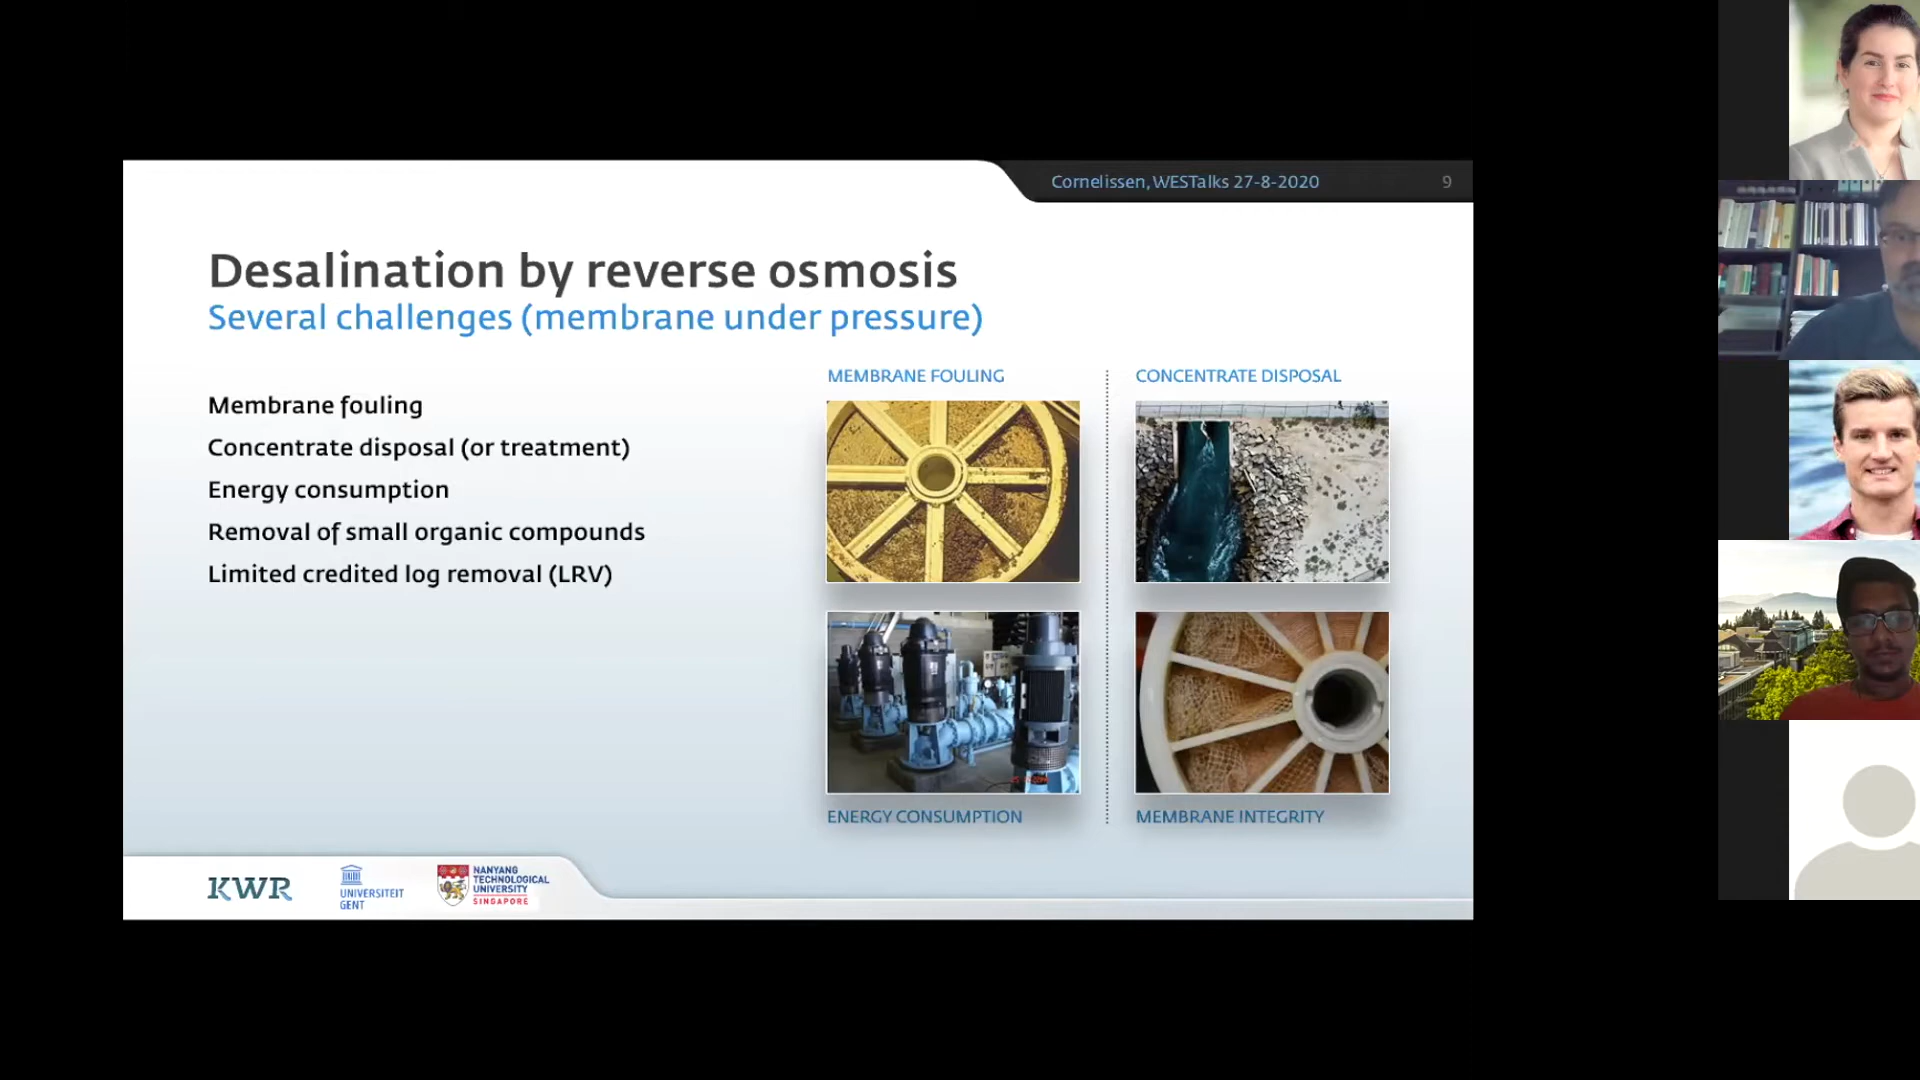 Cornelissen, WESTalks 27-8-2020 9
Desalination by reverse osmosis
Several challenges (membrane under pressure)
Membrane fouling
Concentrate disposal (or treatment)
Energy consumption
Removal of small organic compounds
Limited credited log removal (LRV)
MEMBRANE FOULING
CONCENTRATE DISPOSAL
ENERGY CONSUMPTION
MEMBRANE INTEGRITY
KWR
UNIVERSITEIT
GENT
NANYANG
TECHNOLOGICAL
UNIVERSITY
SINGAPORE